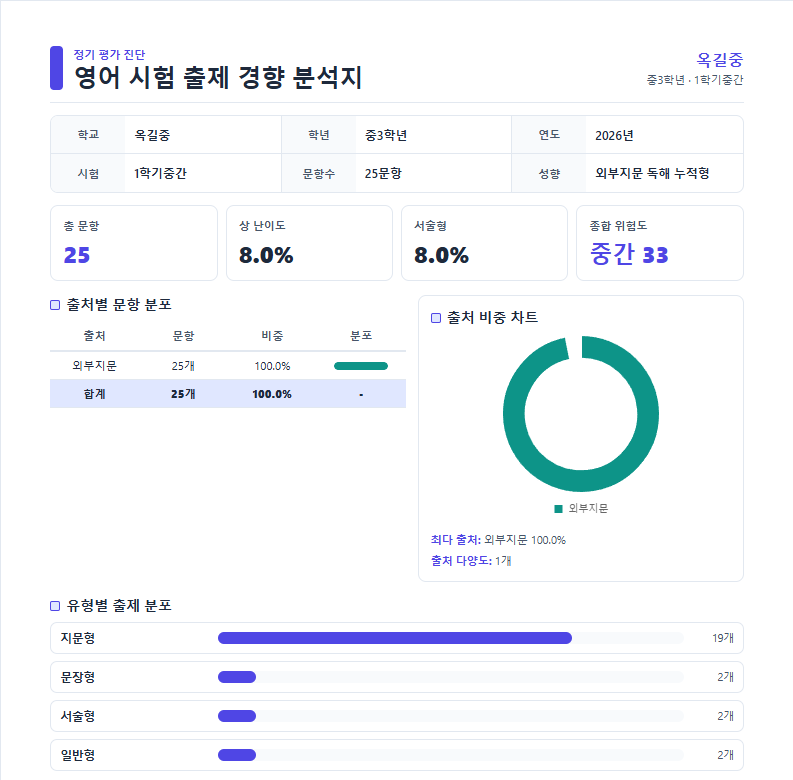 정기 평가 진단
영어 시험 출제 경향 분석지
옥길중
중3학년 · 1학기중간
학교 옥길중 학년 중3학년 연도 2026년
시험 1학기중간 문항수 25문항 성향 외부지문 독해 누적형
총 문항 상 난이도 서술형 종합 위험도
25 8.0% 8.0% 중간 33
출처별 문항 분포
출처 문항 비중 분포
외부지문 25개 100.0%
합계 25개 100.0% -
출처 비중 차트
외부지문
최다 출처: 외부지문 100.0%
출처 다양도: 1개
유형별 출제 분포
지문형 19개
문장형 2개
서술형 2개
일반형 2개